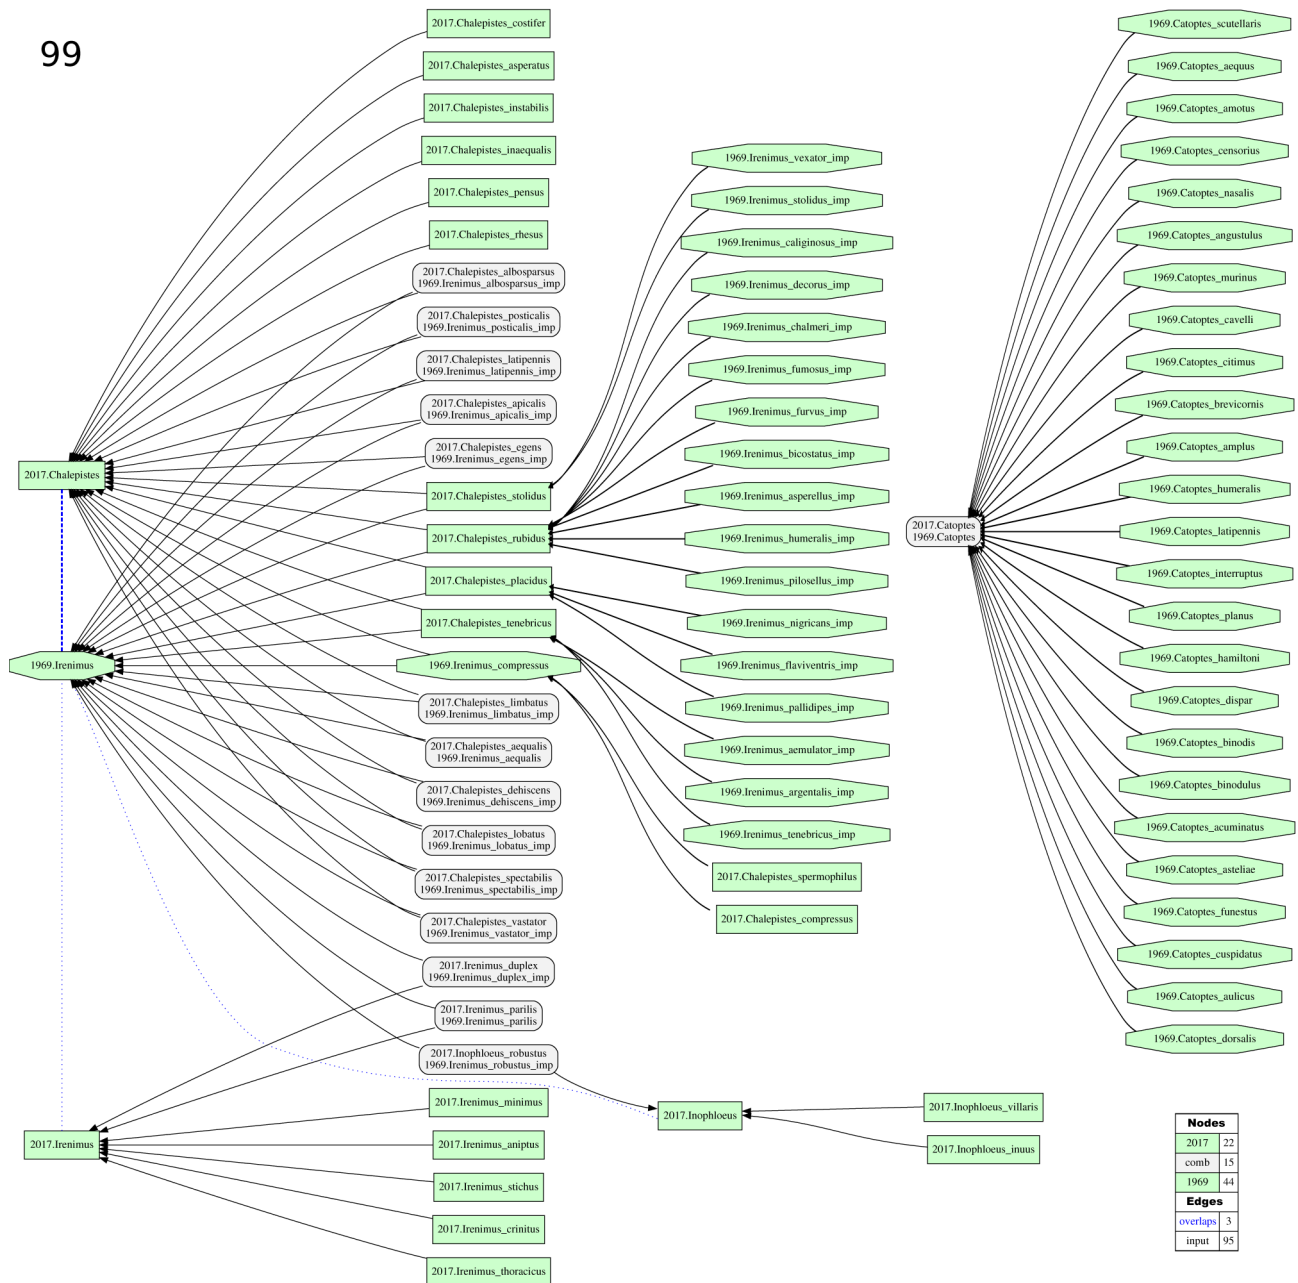 99
2017.Chalepistes_costifer
2017.Chalepistes_asperatus
2017.Chalepistes_instabilis
2017.Chalepistes_inaequalis
2017.Chalepistes_pensus
2017.Chalepistes_rhesus
2017.Chalepistes_albosparsus
1969.Irenimus_albosparsus_imp
2017.Chalepistes_posticalis
1969.Irenimus_posticalis_imp
2017.Chalepistes_latipennis
1969.Irenimus_latipennis_imp
2017.Chalepistes_apicalis
1969.Irenimus_apicalis_imp
2017.Chalepistes_egens
1969.Irenimus_egens_imp
2017.Chalepistes
2017.Chalepistes_stolidus
2017.Chalepistes_rubidus
2017.Chalepistes_placidus
2017.Chalepistes_tenebricus
1969.Irenimus
1969.Irenimus_compressus
2017.Chalepistes_limbatus
1969.Irenimus_limbatus_imp
2017.Chalepistes_aequalis
1969.Irenimus_aequalis
2017.Chalepistes_dehiscens
1969.Irenimus_dehiscens_imp
2017.Chalepistes_lobatus
1969.Irenimus_lobatus_imp
2017.Chalepistes_spectabilis
1969.Irenimus_spectabilis_imp
2017.Chalepistes_vastator
1969.Irenimus_vastator_imp
2017.Irenimus_duplex
1969.Irenimus_duplex_imp
2017.Irenimus_parilis
1969.Irenimus_parilis
2017.Inophloeus_robustus
1969.Irenimus_robustus_imp
2017.Irenimus_minimus
2017.Irenimus
2017.Irenimus_aniptus
2017.Irenimus_stichus
2017.Irenimus_crinitus
2017.Irenimus_thoracicus
1969.Irenimus_vexator_imp
1969.Irenimus_stolidus_imp
1969.Irenimus_caliginosus_imp
1969.Irenimus_decorus_imp
1969.Irenimus_chalmeri_imp
1969.Irenimus_fumosus_imp
1969.Irenimus_furvus_imp
1969.Irenimus_bicostatus_imp
1969.Irenimus_asperellus_imp
1969.Irenimus_humeralis_imp
1969.Irenimus_pilosellus_imp
1969.Irenimus_nigricans_imp
1969.Irenimus_flaviventris_imp
1969.Irenimus_pallidipes_imp
1969.Irenimus_aemulator_imp
1969.Irenimus_argentalis_imp
1969.Irenimus_tenebricus_imp
2017.Chalepistes_spermophilus
2017.Chalepistes_compressus
2017.Inophloeus
2017.Inophloeus_villaris
2017.Inophloeus_inuus
2017.Catoptes
1969.Catoptes
1969.Catoptes_scutellaris
1969.Catoptes_aequus
1969.Catoptes_amotus
1969.Catoptes_censorius
1969.Catoptes_nasalis
1969.Catoptes_angustulus
1969.Catoptes_murinus
1969.Catoptes_cavelli
1969.Catoptes_citimus
1969.Catoptes_brevicornis
1969.Catoptes_amplus
1969.Catoptes_humeralis
1969.Catoptes_latipennis
1969.Catoptes_interruptus
1969.Catoptes_planus
1969.Catoptes_hamiltoni
1969.Catoptes_dispar
1969.Catoptes_binodis
1969.Catoptes_binodulus
1969.Catoptes_acuminatus
1969.Catoptes_asteliae
1969.Catoptes_funestus
1969.Catoptes_cuspidatus
1969.Catoptes_aulicus
1969.Catoptes_dorsalis
Nodes
2017 22
comb 15
1969 44
Edges
overlaps 3
input 95